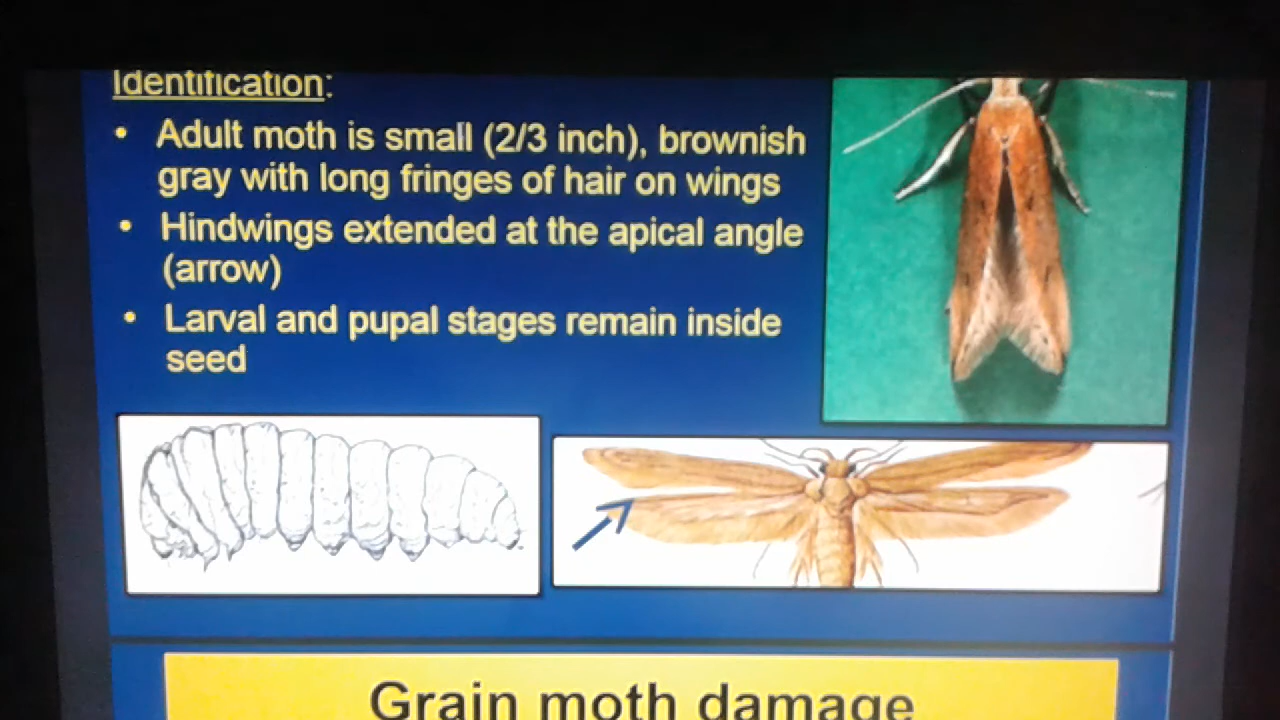 Identification:
• Adult moth is small (2/3 inch), brownish
gray with long fringes of hair on wings
• Hindwings extended at the apical angle
(arrow)
• Larval and pupal stages remain inside
seed
Grain moth damage